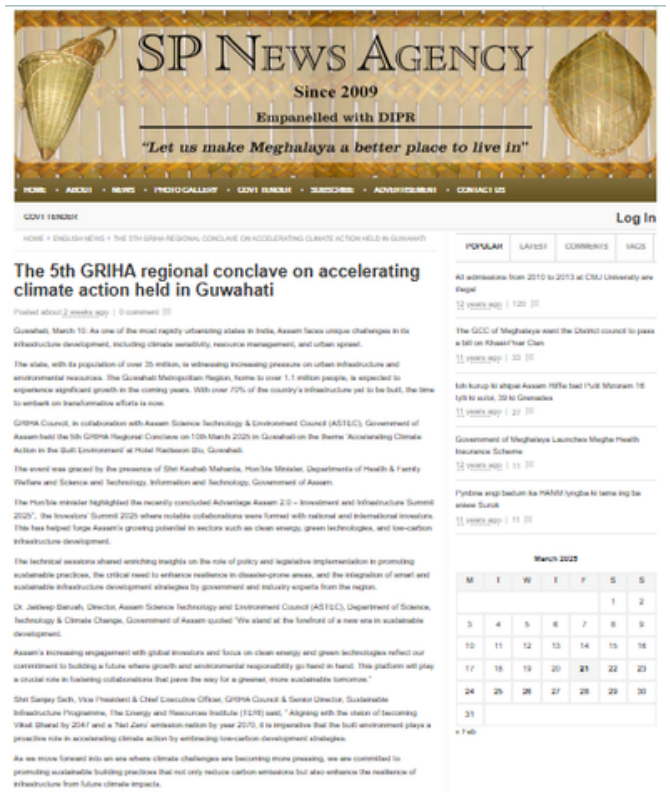 SP NEWS AGENCY
Since 2009
Empanelled with DIPR
"Let us make Meghalaya a better place to live in"
HOME • ABOUT • NEWS • PHOTO GALLERY • GOVT TENDER • SUBSCRIBE • ADVERTISEMENT • CONTACT US
GOVT TENDER
Log In
HOME • ENGLISH NEWS • THE 5TH GRIHA REGIONAL CONCLAVE ON ACCELERATING CLIMATE ACTION HELD IN GUWAHATI
The 5th GRIHA regional conclave on accelerating
climate action held in Guwahati
Posted about 2 weeks ago | 0 comment
Guwahati, March 10: As one of the most rapidly urbanizing states in India, Assam faces unique challenges in its
infrastructure development, including climate sensitivity, resource management, and urban sprawl.
The state, with its population of over 35 million, is witnessing increasing pressure on urban infrastructure and
environmental resources. The Guwahati Metropolitan Region, home to over 1.1 million people, is expected to
experience significant growth in the coming years. With over 70% of the country's infrastructure yet to be built, the time
to embark on transformative efforts is now.
GRIHA Council, in collaboration with Assam Science Technology & Environment Council (ASTEC), Government of
Assam held the 5th GRIHA Regional Conclave on 10th March 2025 in Guwahati on the theme 'Accelerating Climate
Action in the Built Environment' at Hotel Radisson Blu, Guwahati.
The event was graced by the presence of Shri Keshab Mahanta, Hon'ble Minister, Departments of Health & Family
Welfare and Science and Technology, Information and Technology, Government of Assam.
The Hon'ble minister highlighted the recently concluded Advantage Assam 2.0 – Investment and Infrastructure Summit
2025", the Investors' Summit 2025 where notable collaborations were formed with national and international investors.
This has helped forge Assam's growing potential in sectors such as clean energy, green technologies, and low-carbon
infrastructure development.
The technical sessions shared enriching insights on the role of policy and legislative implementation in promoting
sustainable practices, the critical need to enhance resilience in disaster-prone areas, and the integration of smart and
sustainable infrastructure development strategies by government and industry experts from the region.
Dr. Jaideep Baruah, Director, Assam Science Technology and Environment Council (ASTEC), Department of Science,
Technology & Climate Change, Government of Assam quoted "We stand at the forefront of a new era in sustainable
development.
Assam's increasing engagement with global investors and focus on clean energy and green technologies reflect our
commitment to building a future where growth and environmental responsibility go hand in hand. This platform will play
a crucial role in fostering collaborations that pave the way for a greener, more sustainable tomorrow."
Shri Sanjay Seth, Vice President & Chief Executive Officer, GRIHA Council & Senior Director, Sustainable
Infrastructure Programme, The Energy and Resources Institute (TERI) said, " Aligning with the vision of becoming
Viksit Bharat by 2047 and a 'Net Zero' emission nation by year 2070, it is imperative that the built environment plays a
proactive role in accelerating climate action by embracing low-carbon development strategies.
As we move forward into an era where climate challenges are becoming more pressing, we are committed to
promoting sustainable building practices that not only reduce carbon emissions but also enhance the resilience of
infrastructure from future climate impacts.
POPULAR LATEST COMMENTS TAGS
All admissions from 2010 to 2013 at CMJ University are
illegal
12 years ago | 120
The GCC of Meghalaya want the District council to pass
a bill on Khasi-Pnar Clan
11 years ago | 33
Ioh kurup ki shipai Assam Riffle bad Pulit Mizoram 16
tylli ki sulor, 39 ki Grenades
11 years ago | 27
Government of Meghalaya Launches Megha Health
Insurance Scheme
12 years ago | 11
Pynbna angi bedum ka HANM lyngba ki lama ing ba
11 years ago | 11
March 2025
M T W T F S S
1 2
3 4 5 6 7 8 9
10 11 12 13 14 15 16
17 18 19 20 21 22 23
24 25 26 27 28 29 30
31
« Feb